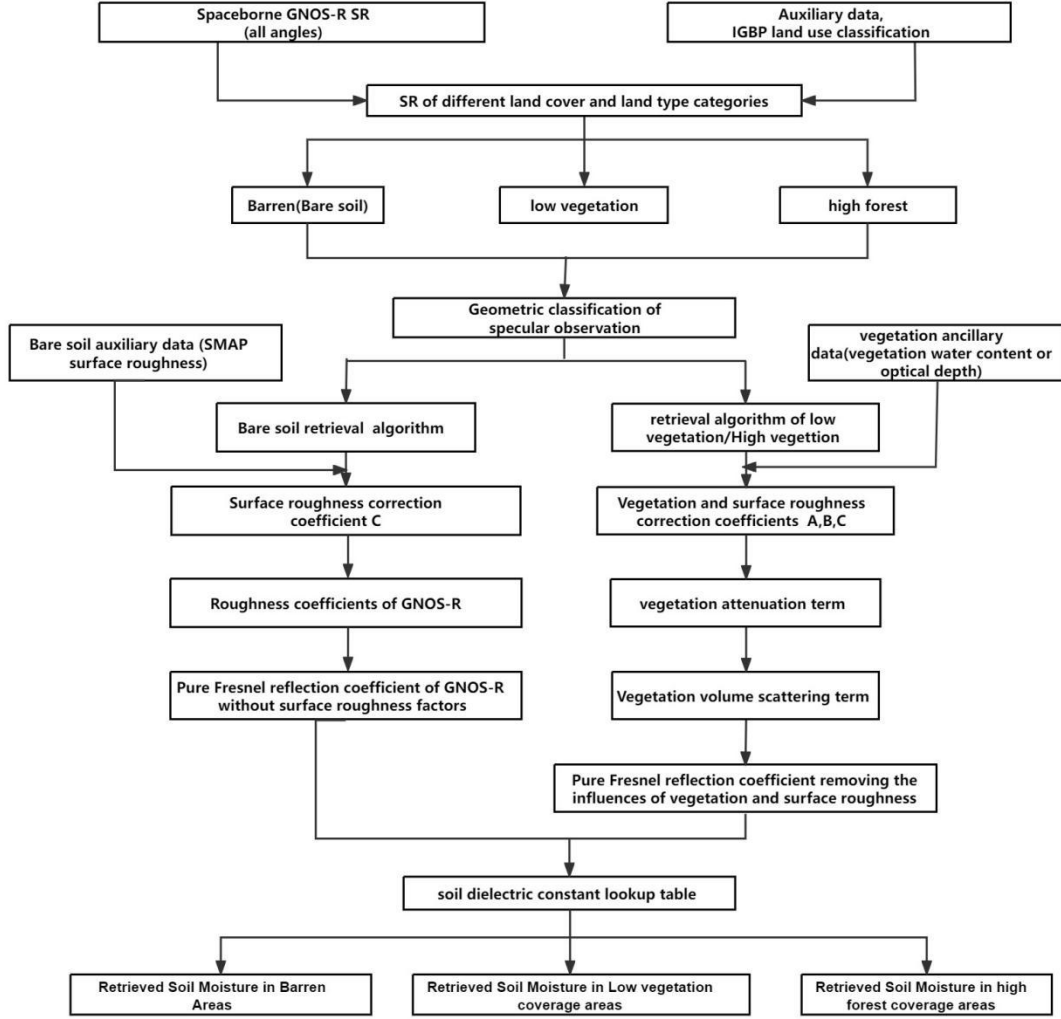 Spaceborne GNOS-R SR
(all angles)
Auxiliary data,
IGBP land use classification
SR of different land cover and land type categories
Barren(Bare soil)
low vegetation
high forest
Geometric classification of
specular observation
Bare soil auxiliary data (SMAP
surface roughness)
vegetation ancillary
data(vegetation water content or
optical depth)
Bare soil retrieval algorithm
retrieval algorithm of low
vegetation/High vegettion
Surface roughness correction
coefficient C
Vegetation and surface roughness
correction coefficients A,B,C
Roughness coefficients of GNOS-R
vegetation attenuation term
Pure Fresnel reflection coefficient of GNOS-R
without surface roughness factors
Vegetation volume scattering term
Pure Fresnel reflection coefficient removing the
influences of vegetation and surface roughness
soil dielectric constant lookup table
Retrieved Soil Moisture in Barren
Areas
Retrieved Soil Moisture in Low vegetation
coverage areas
Retrieved Soil Moisture in high
forest coverage areas